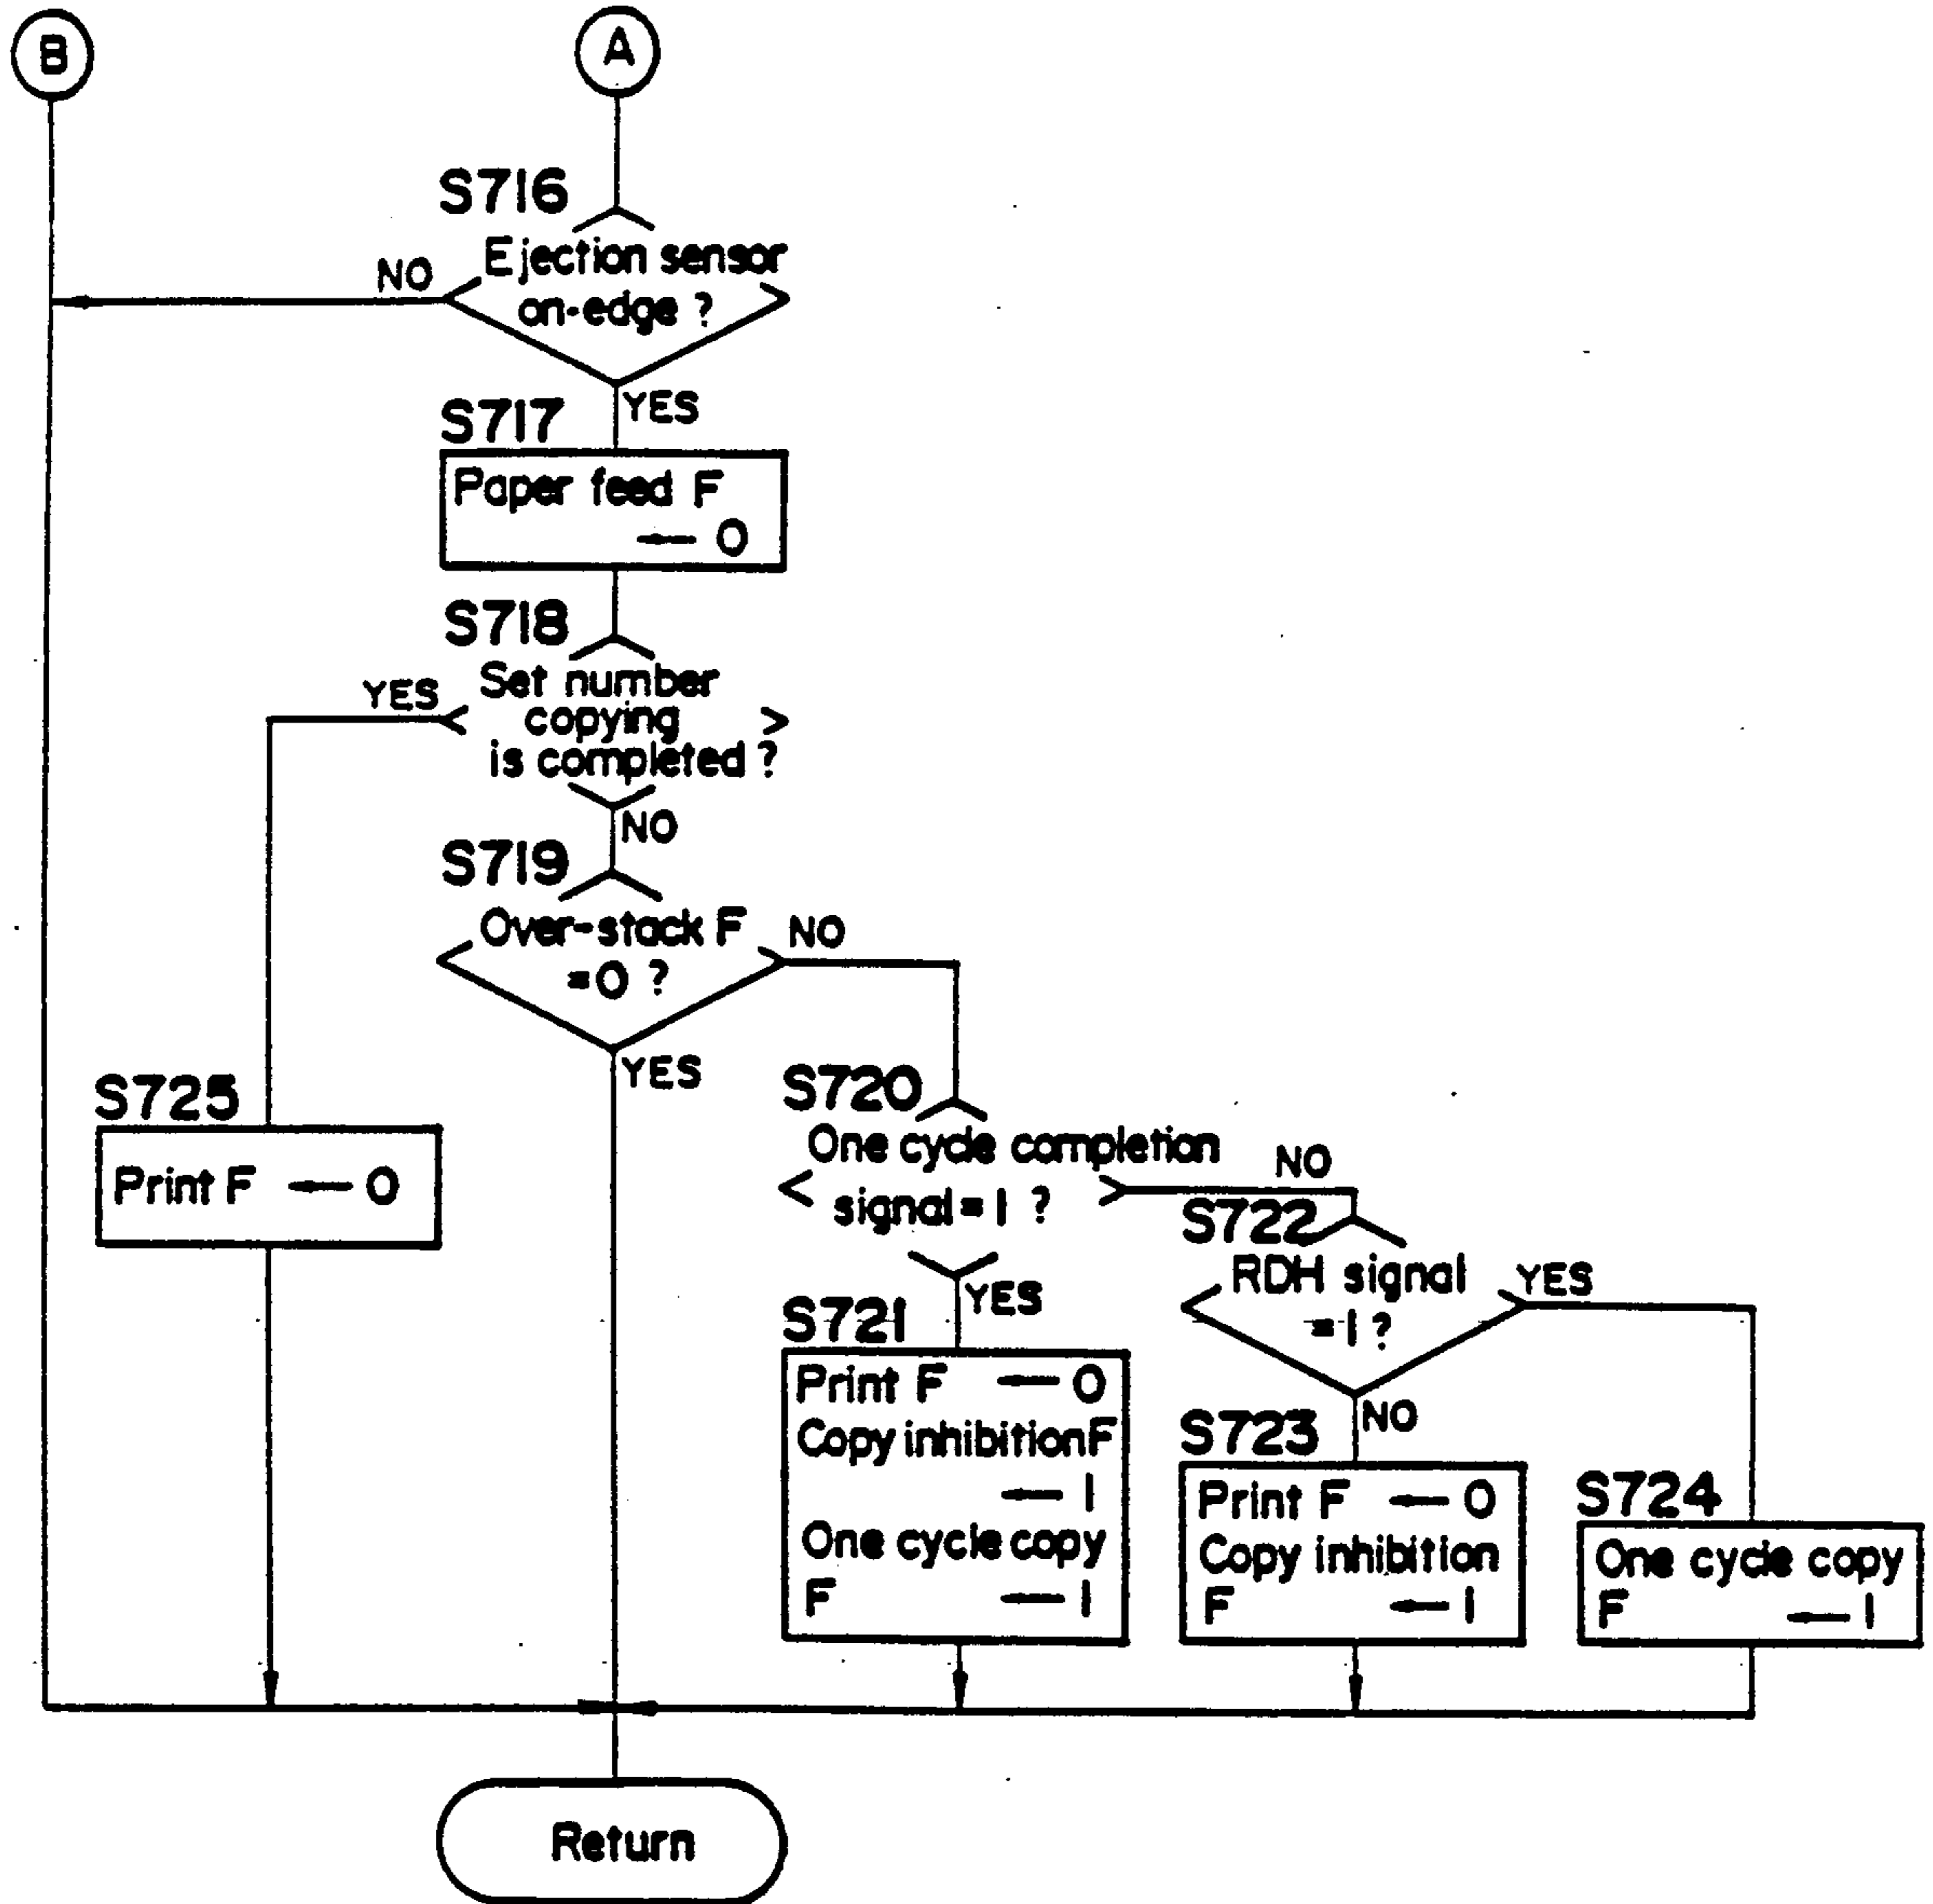 B
A
S716
Ejection sensor
on-edge ?
NO
YES
S717
Paper feed F
← 0
S718
Set number
copying
is completed ?
YES
NO
S719
Over-stack F
=0 ?
NO
YES
S725
Print F ← 0
S720
One cycle completion
signal=1 ?
NO
YES
S722
RDH signal
=1 ?
YES
NO
S721
Print F ← 0
Copy inhibition F
← 1
One cycle copy
F ← 1
S723
Print F ← 0
Copy inhibition
F ← 1
S724
One cycle copy
F ← 1
Return